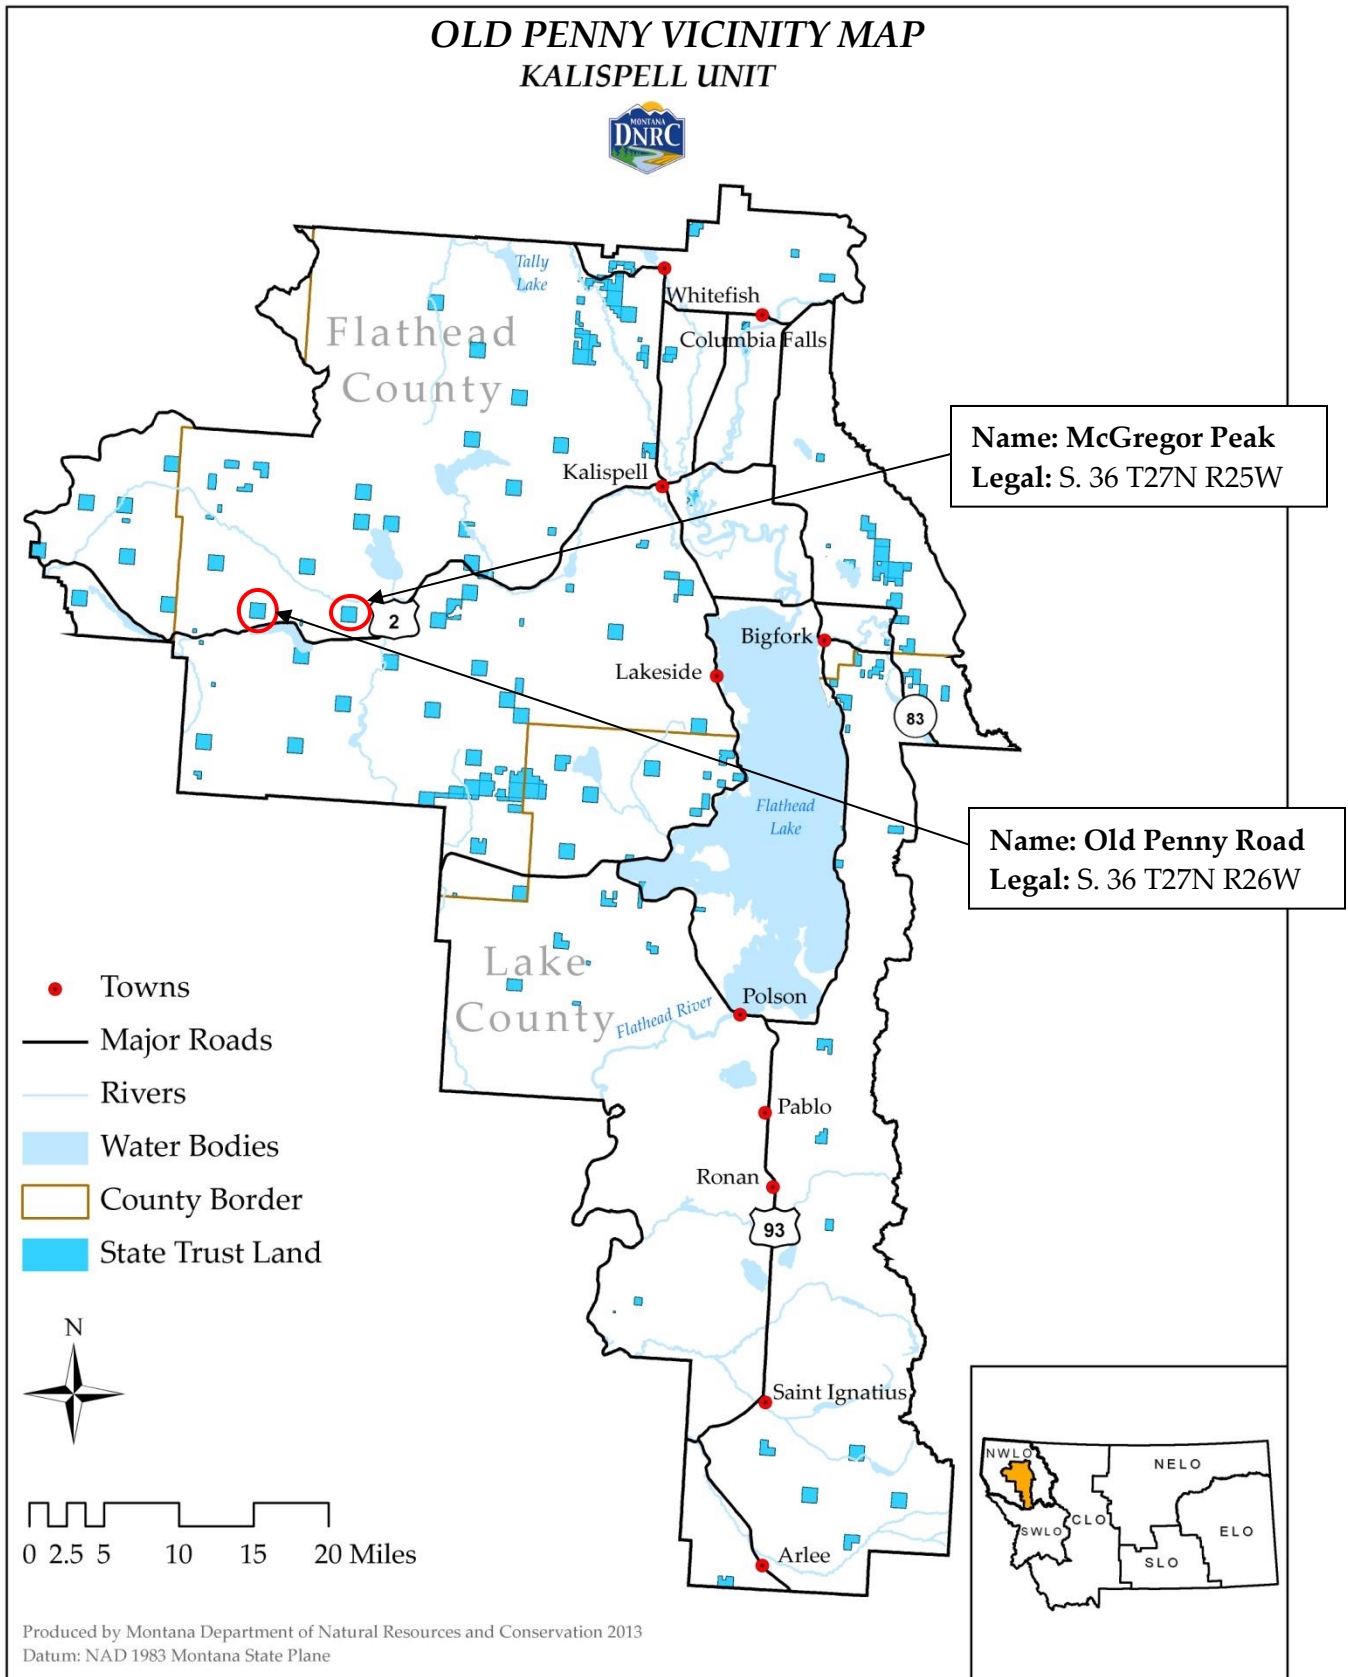 OLD PENNY VICINITY MAP
KALISPELL UNIT
MONTANA
DNRC
Tally
Lake
Whitefish
Flathead
County
Columbia Falls
Name: McGregor Peak
Legal: S. 36 T27N R25W
Kalispell
2
Bigfork
Lakeside
83
Flathead
Lake
Name: Old Penny Road
Legal: S. 36 T27N R26W
Lake
County
Flathead River
Polson
Towns
Major Roads
Rivers
Water Bodies
County Border
State Trust Land
Pablo
Ronan
93
N
Saint Ignatius
Arlee
0 2.5 5 10 15 20 Miles
NWLO
NELO
CLO
SWLO
ELO
SLO
Produced by Montana Department of Natural Resources and Conservation 2013
Datum: NAD 1983 Montana State Plane